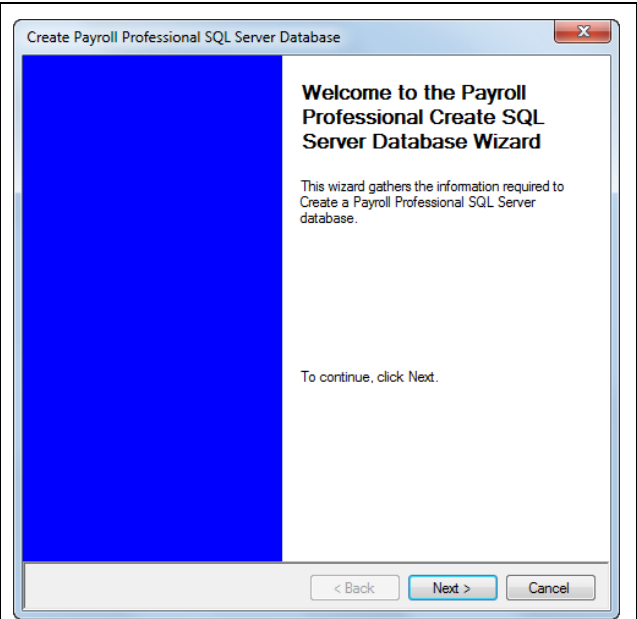 Create Payroll Professional SQL Server Database
Welcome to the Payroll
Professional Create SQL
Server Database Wizard
This wizard gathers the information required to
Create a Payroll Professional SQL Server
database.
To continue, click Next.
< Back Next > Cancel